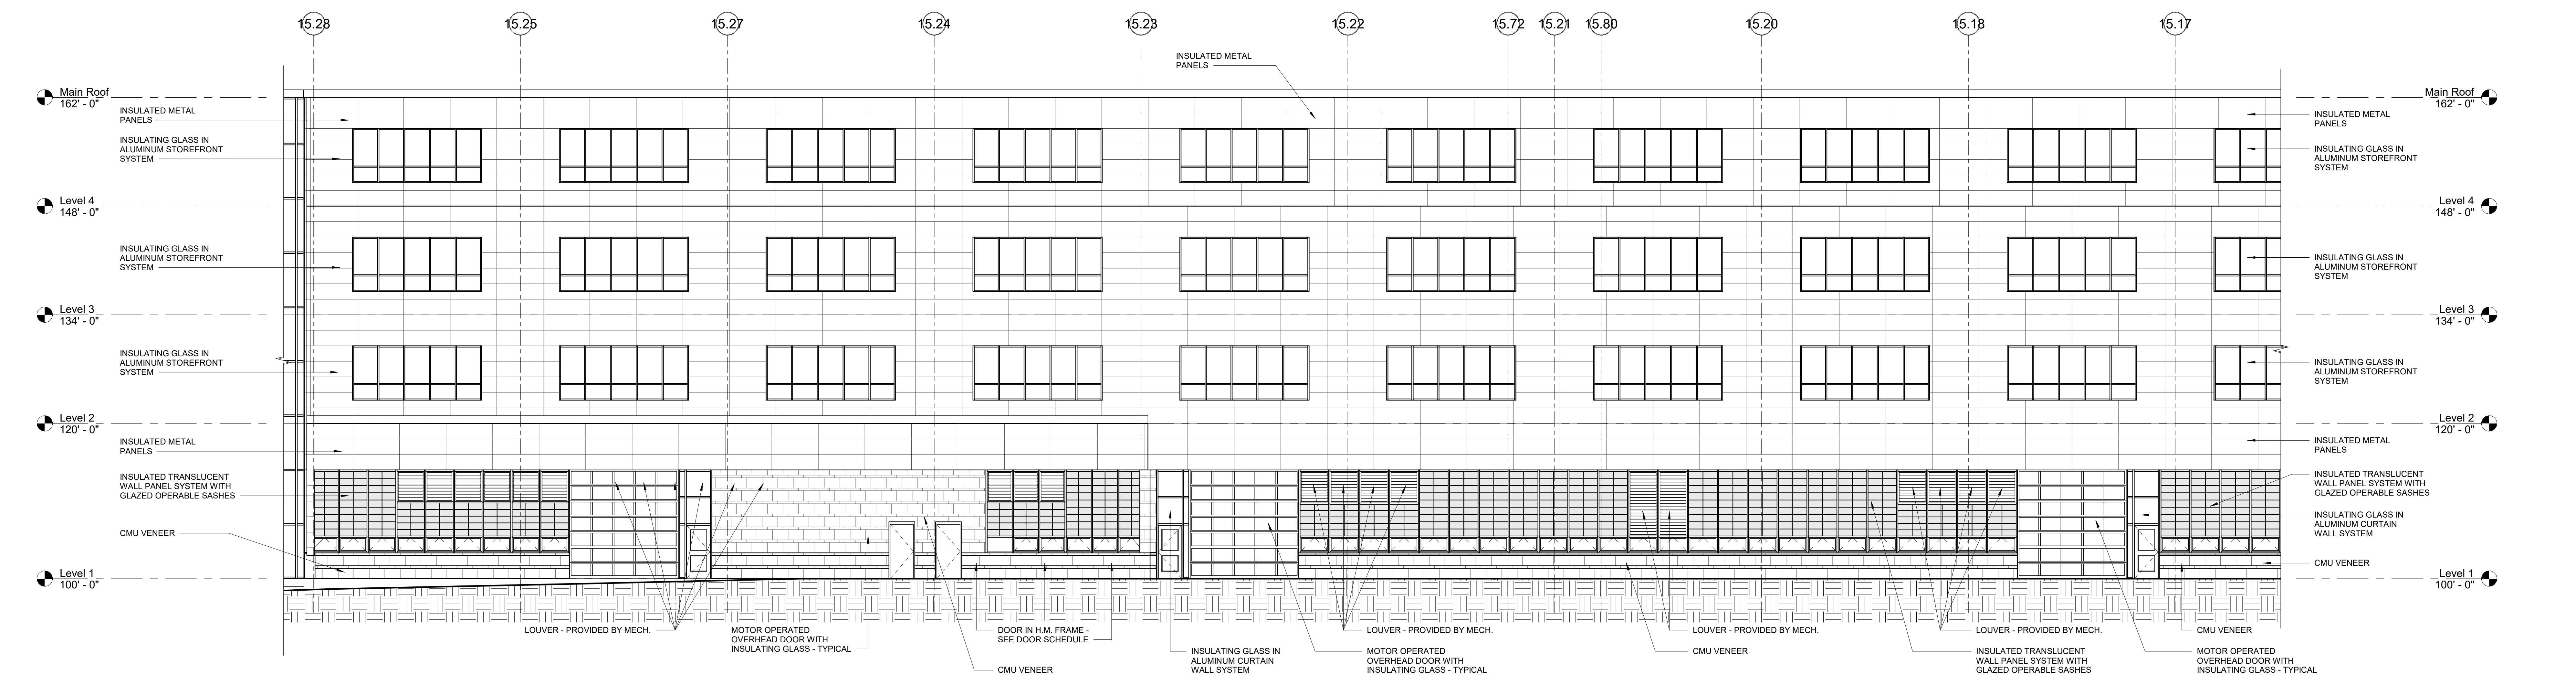 15.28 15.25 15.27 15.24 15.23 15.22 15.72 15.21 15.80 15.20 15.18 15.17
INSULATED METAL
PANELS
Main Roof
162' - 0"
INSULATED METAL
PANELS
INSULATING GLASS IN
ALUMINUM STOREFRONT
SYSTEM
Level 4
148' - 0"
INSULATING GLASS IN
ALUMINUM STOREFRONT
SYSTEM
Level 3
134' - 0"
INSULATING GLASS IN
ALUMINUM STOREFRONT
SYSTEM
Level 2
120' - 0"
INSULATED METAL
PANELS
INSULATED TRANSLUCENT
WALL PANEL SYSTEM WITH
GLAZED OPERABLE SASHES
CMU VENEER
Level 1
100' - 0"
Main Roof
162' - 0"
INSULATED METAL
PANELS
INSULATING GLASS IN
ALUMINUM STOREFRONT
SYSTEM
Level 4
148' - 0"
INSULATING GLASS IN
ALUMINUM STOREFRONT
SYSTEM
Level 3
134' - 0"
INSULATING GLASS IN
ALUMINUM STOREFRONT
SYSTEM
Level 2
120' - 0"
INSULATED METAL
PANELS
INSULATED TRANSLUCENT
WALL PANEL SYSTEM WITH
GLAZED OPERABLE SASHES
INSULATING GLASS IN
ALUMINUM CURTAIN
WALL SYSTEM
CMU VENEER
Level 1
100' - 0"
LOUVER - PROVIDED BY MECH.
MOTOR OPERATED
OVERHEAD DOOR WITH
INSULATING GLASS - TYPICAL
CMU VENEER
DOOR IN H.M. FRAME -
SEE DOOR SCHEDULE
INSULATING GLASS IN
ALUMINUM CURTAIN
WALL SYSTEM
LOUVER - PROVIDED BY MECH.
MOTOR OPERATED
OVERHEAD DOOR WITH
INSULATING GLASS - TYPICAL
LOUVER - PROVIDED BY MECH.
CMU VENEER
LOUVER - PROVIDED BY MECH.
INSULATED TRANSLUCENT
WALL PANEL SYSTEM WITH
GLAZED OPERABLE SASHES
CMU VENEER
MOTOR OPERATED
OVERHEAD DOOR WITH
INSULATING GLASS - TYPICAL